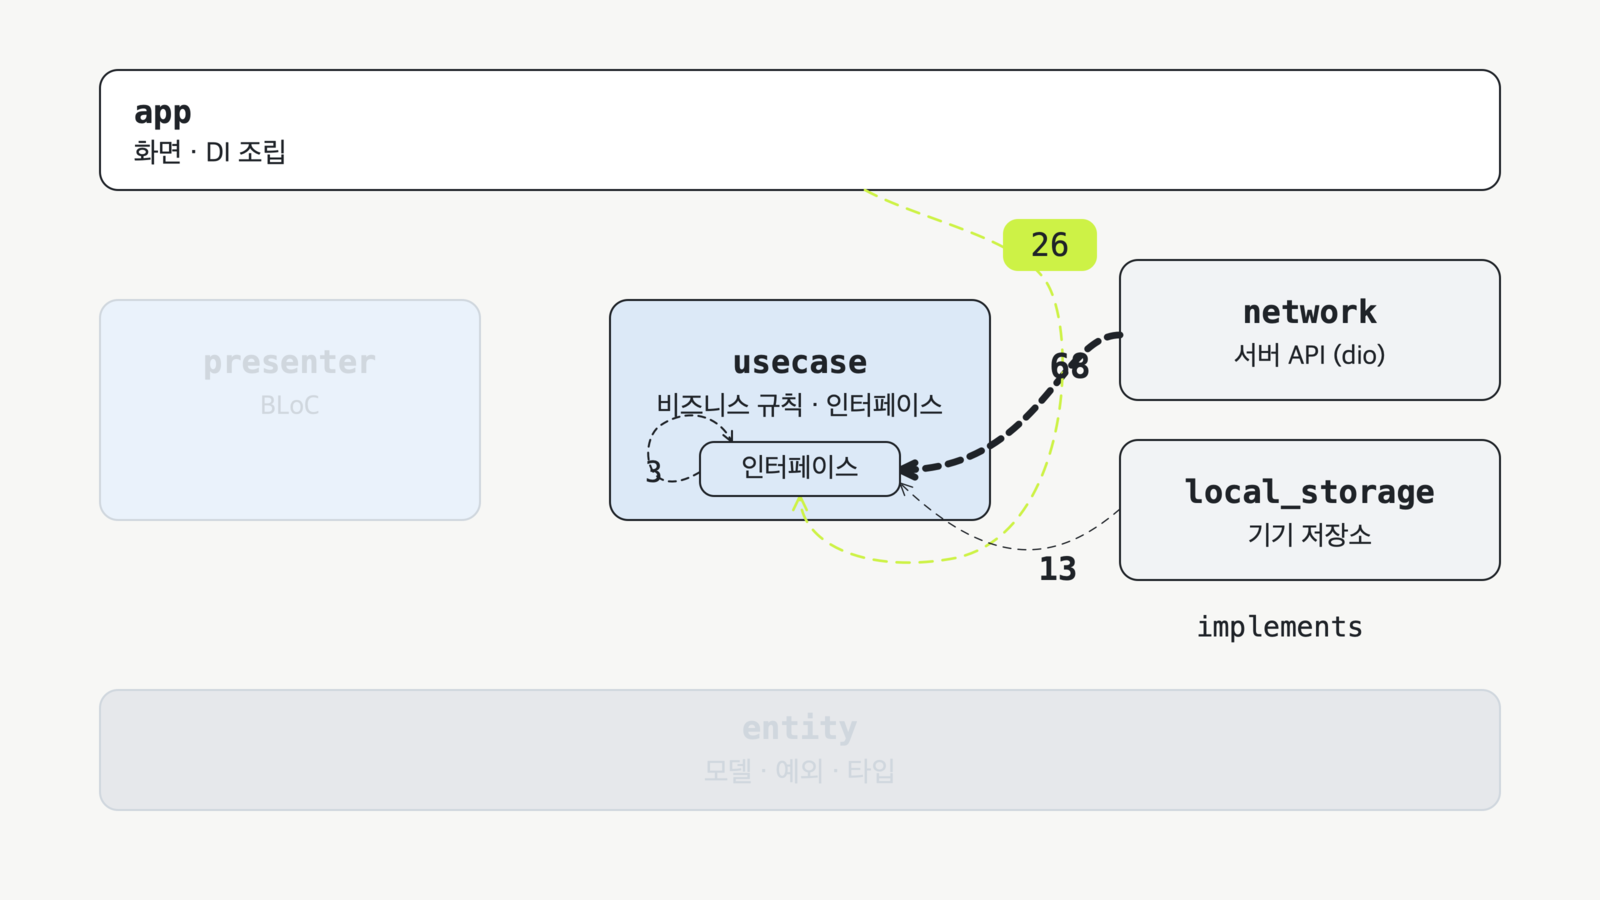 app
화면 · DI 조립
26
network
서버 API (dio)
presenter
BLoC
usecase
비즈니스 규칙 · 인터페이스
68
3
인터페이스
local_storage
기기 저장소
13
implements
entity
모델 · 예외 · 타입